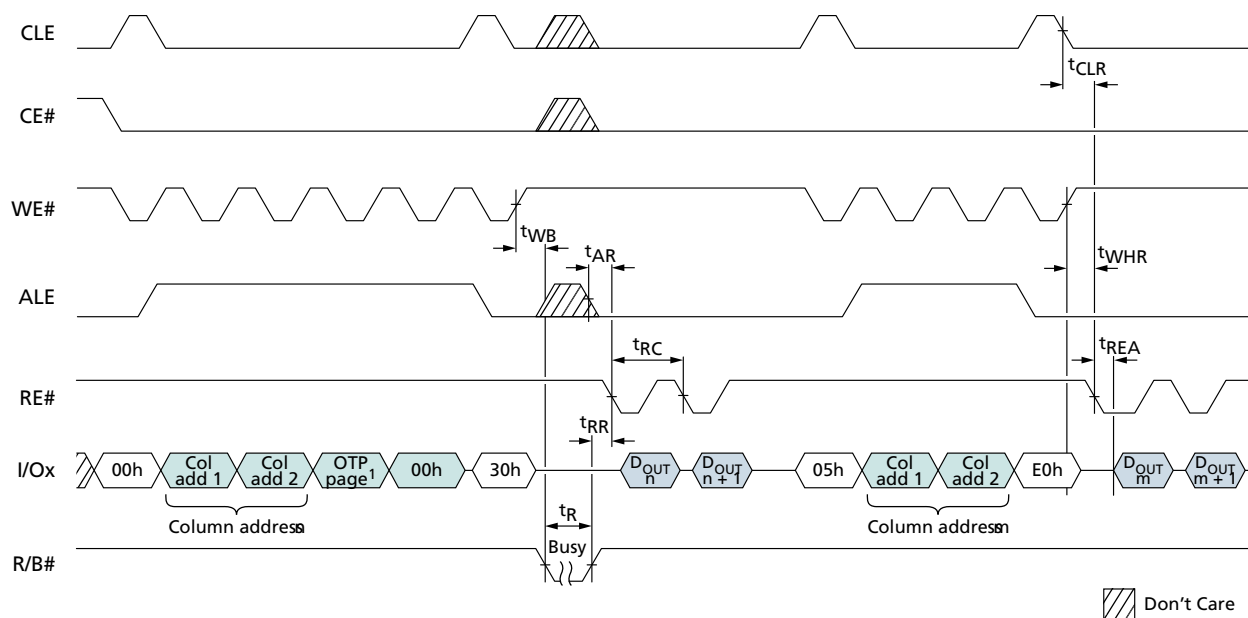 CLE
tCLR
CE#
WE#
tWB
tAR
tWHR
ALE
tRC
tREA
RE#
tRR
I/Ox
00h
Col add 1
Col add 2
OTP page1
00h
30h
DOUT n
DOUT n + 1
05h
Col add 1
Col add 2
E0h
DOUT m
DOUT m + 1
Column address n
tR
Column address m
R/B#
Busy
Don't Care